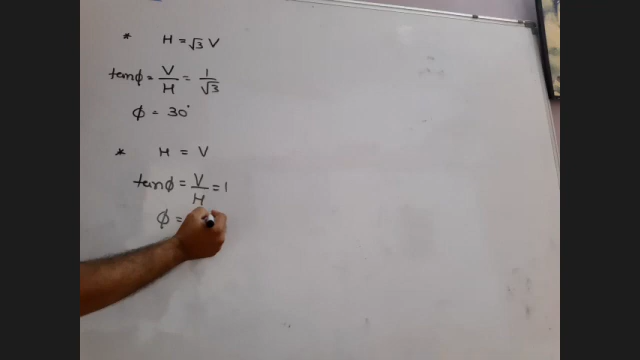 * H = √3 V
tanϕ = V/H = 1/√3
ϕ = 30°
* H = V
tanϕ = V/H = 1
ϕ =